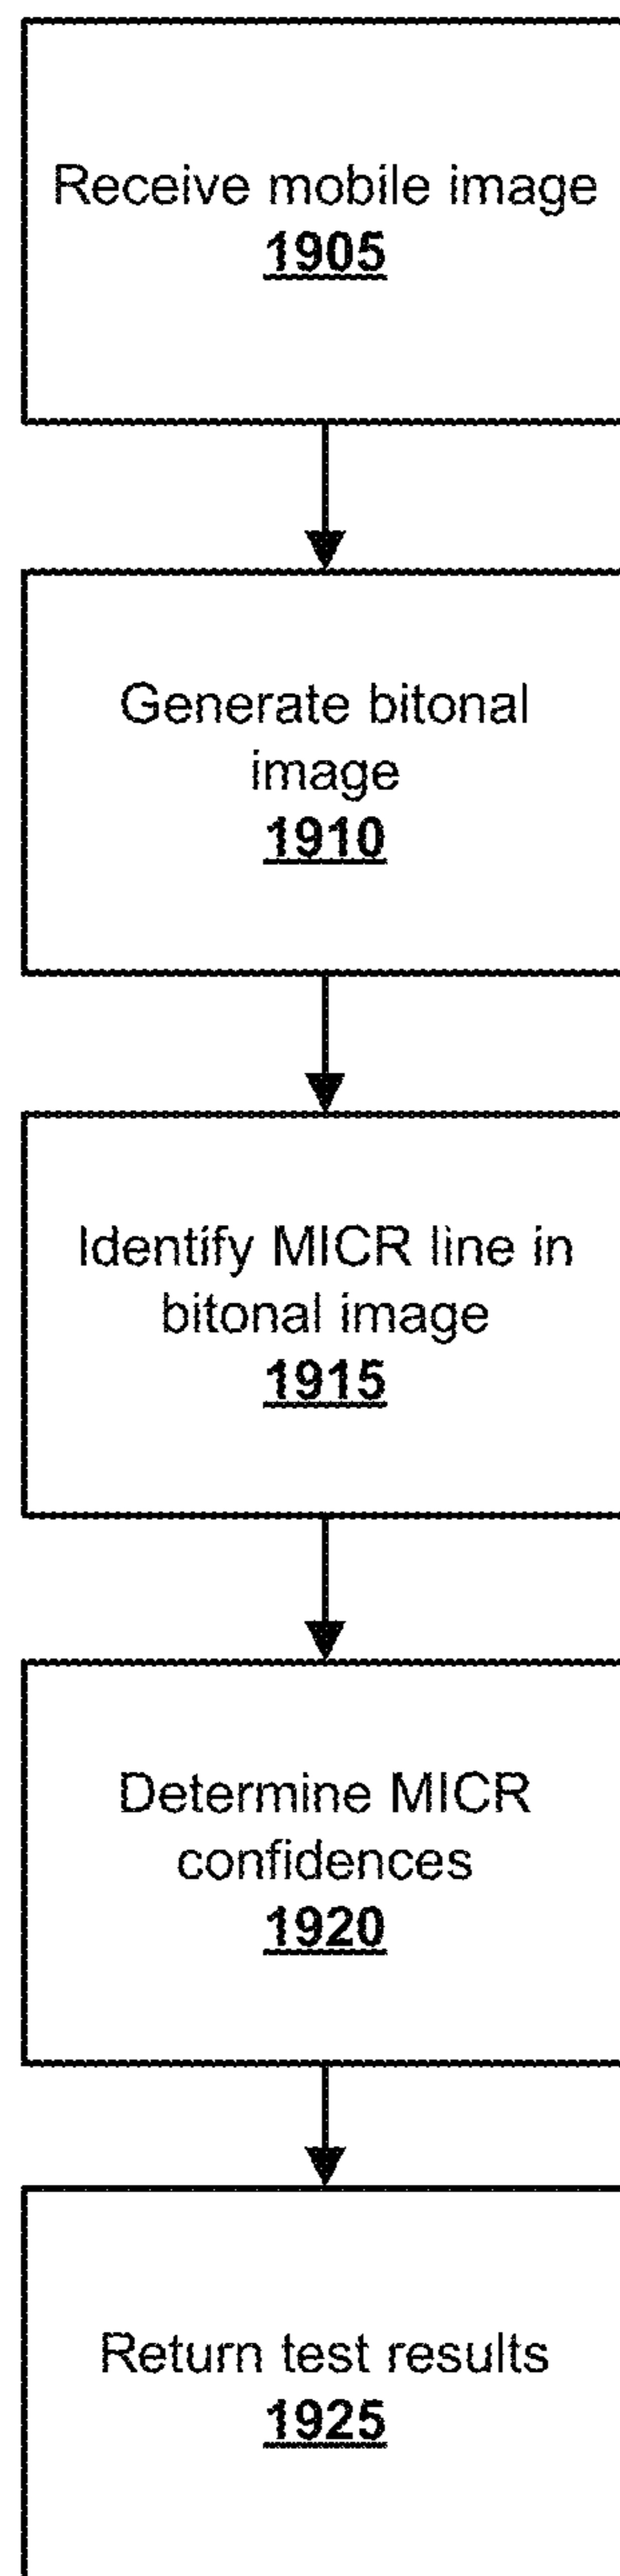 Receive mobile image
1905
Generate bitonal
image
1910
Identify MICR line in
bitonal image
1915
Determine MICR
confidences
1920
Return test results
1925